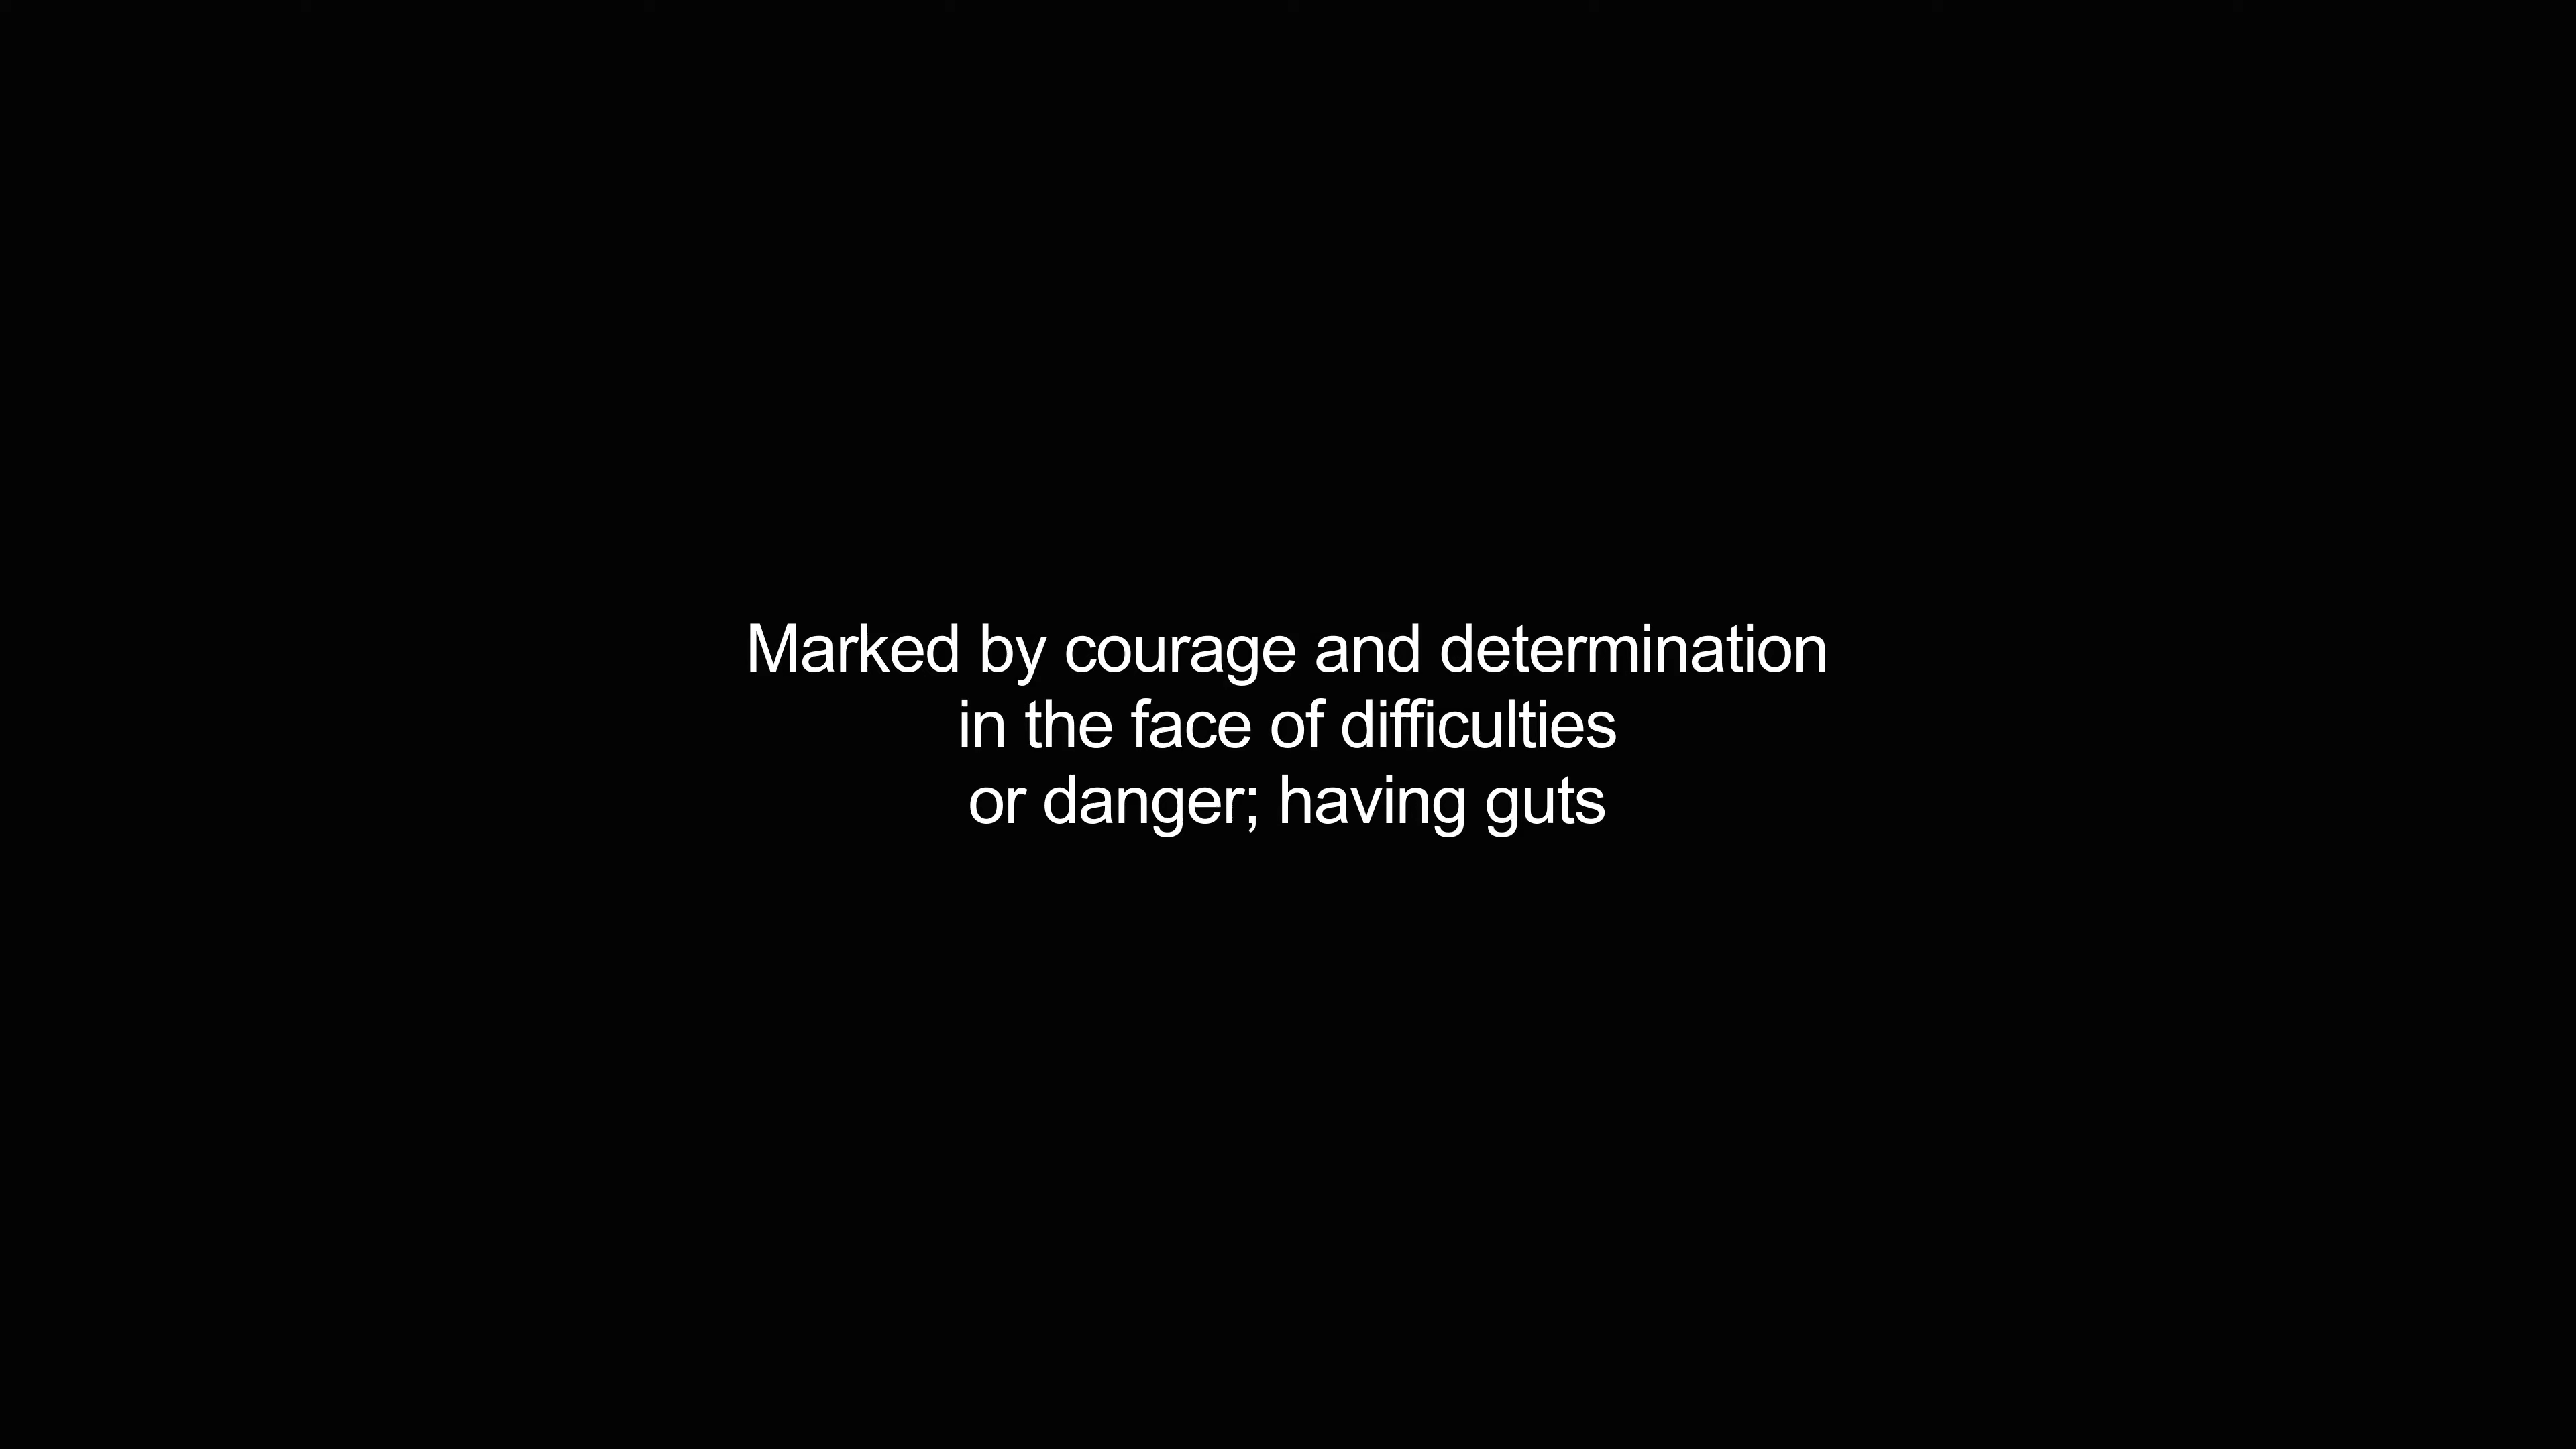 Marked by courage and determination
in the face of difficulties
or danger; having guts